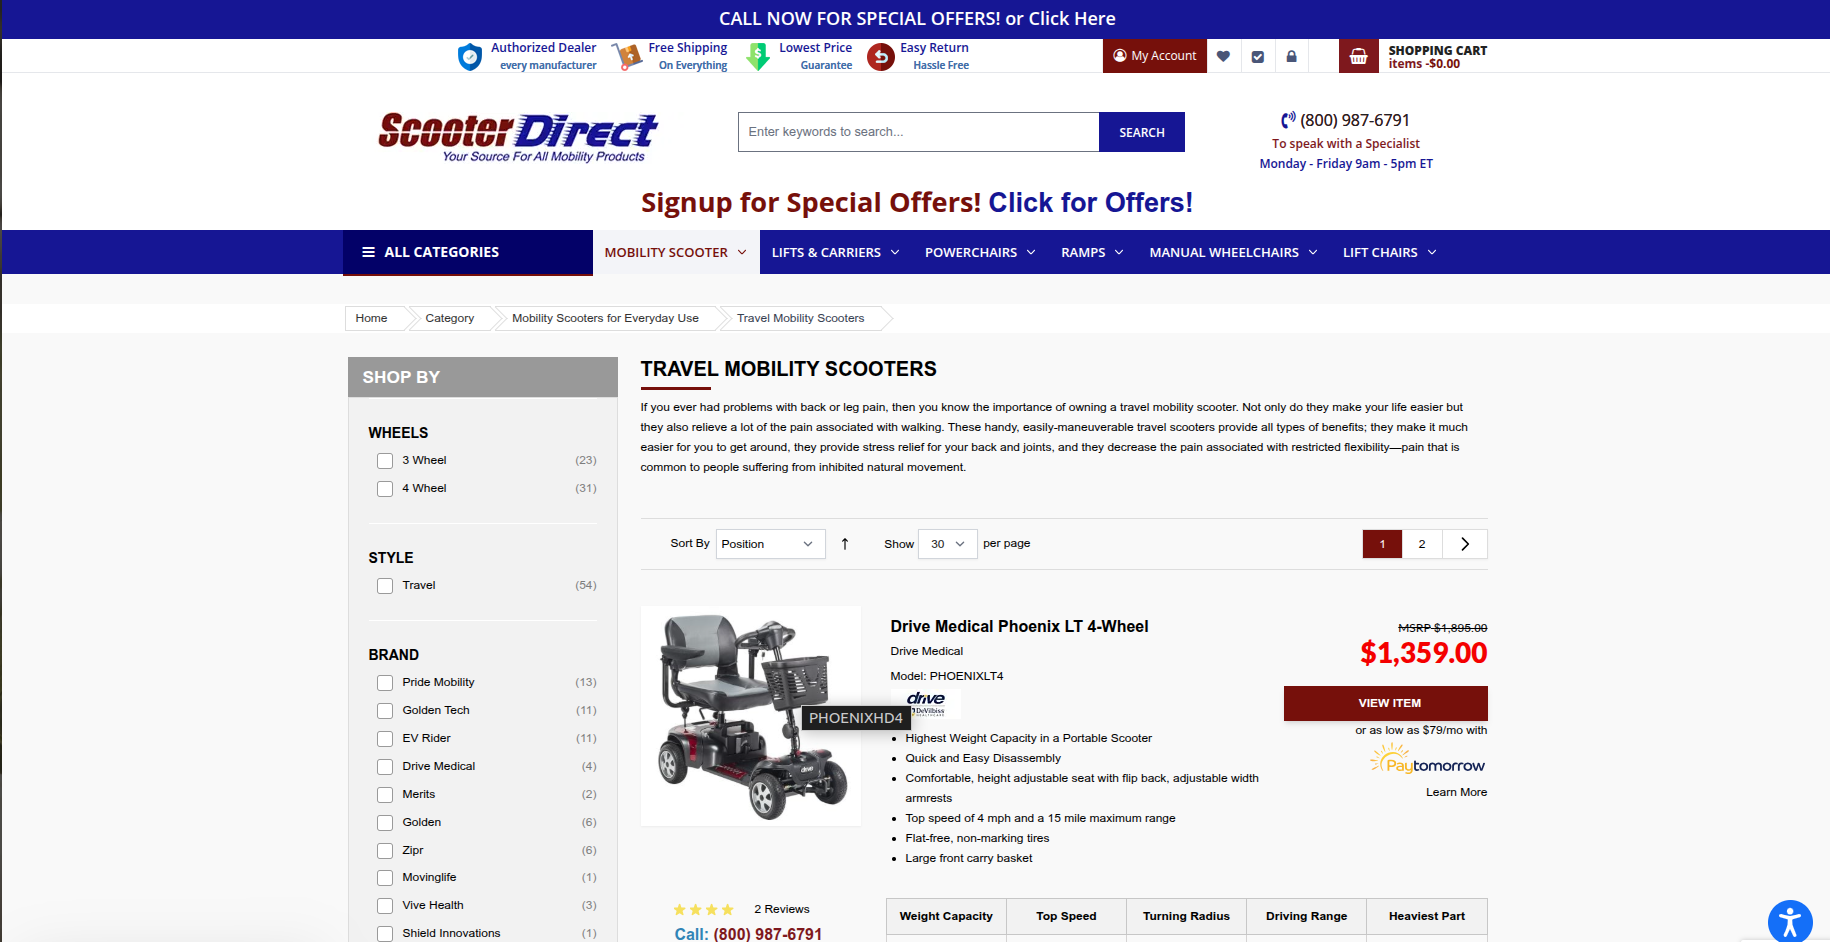 CALL NOW FOR SPECIAL OFFERS! or Click Here
Authorized Dealer
every manufacturer
Free Shipping
On Everything
Lowest Price
Guarantee
Easy Return
Hassle Free
My Account
SHOPPING CART
items -$0.00
Scooter Direct
Your Source For All Mobility Products
Enter keywords to search...
SEARCH
(800) 987-6791
To speak with a Specialist
Monday - Friday 9am - 5pm ET
Signup for Special Offers! Click for Offers!
ALL CATEGORIES
MOBILITY SCOOTER
LIFTS & CARRIERS
POWERCHAIRS
RAMPS
MANUAL WHEELCHAIRS
LIFT CHAIRS
Home
Category
Mobility Scooters for Everyday Use
Travel Mobility Scooters
SHOP BY
WHEELS
3 Wheel (23)
4 Wheel (31)
STYLE
Travel (54)
BRAND
Pride Mobility (13)
Golden Tech (11)
EV Rider (11)
Drive Medical (4)
Merits (2)
Golden (6)
Zipr (6)
Movinglife (1)
Vive Health (3)
Shield Innovations (1)
TRAVEL MOBILITY SCOOTERS
If you ever had problems with back or leg pain, then you know the importance of owning a travel mobility scooter. Not only do they make your life easier but
they also relieve a lot of the pain associated with walking. These handy, easily-maneuverable travel scooters provide all types of benefits; they make it much
easier for you to get around, they provide stress relief for your back and joints, and they decrease the pain associated with restricted flexibility—pain that is
common to people suffering from inhibited natural movement.
Sort By Position
Show 30 per page
1 2
Drive Medical Phoenix LT 4-Wheel
Drive Medical
Model: PHOENIXLT4
drive
DeVilbiss
HEALTHCARE
PHOENIXHD4
drive
• Highest Weight Capacity in a Portable Scooter
• Quick and Easy Disassembly
• Comfortable, height adjustable seat with flip back, adjustable width
armrests
• Top speed of 4 mph and a 15 mile maximum range
• Flat-free, non-marking tires
• Large front carry basket
MSRP $1,895.00
$1,359.00
VIEW ITEM
or as low as $79/mo with
Paytomorrow
Learn More
2 Reviews
Call: (800) 987-6791
Weight Capacity
Top Speed
Turning Radius
Driving Range
Heaviest Part